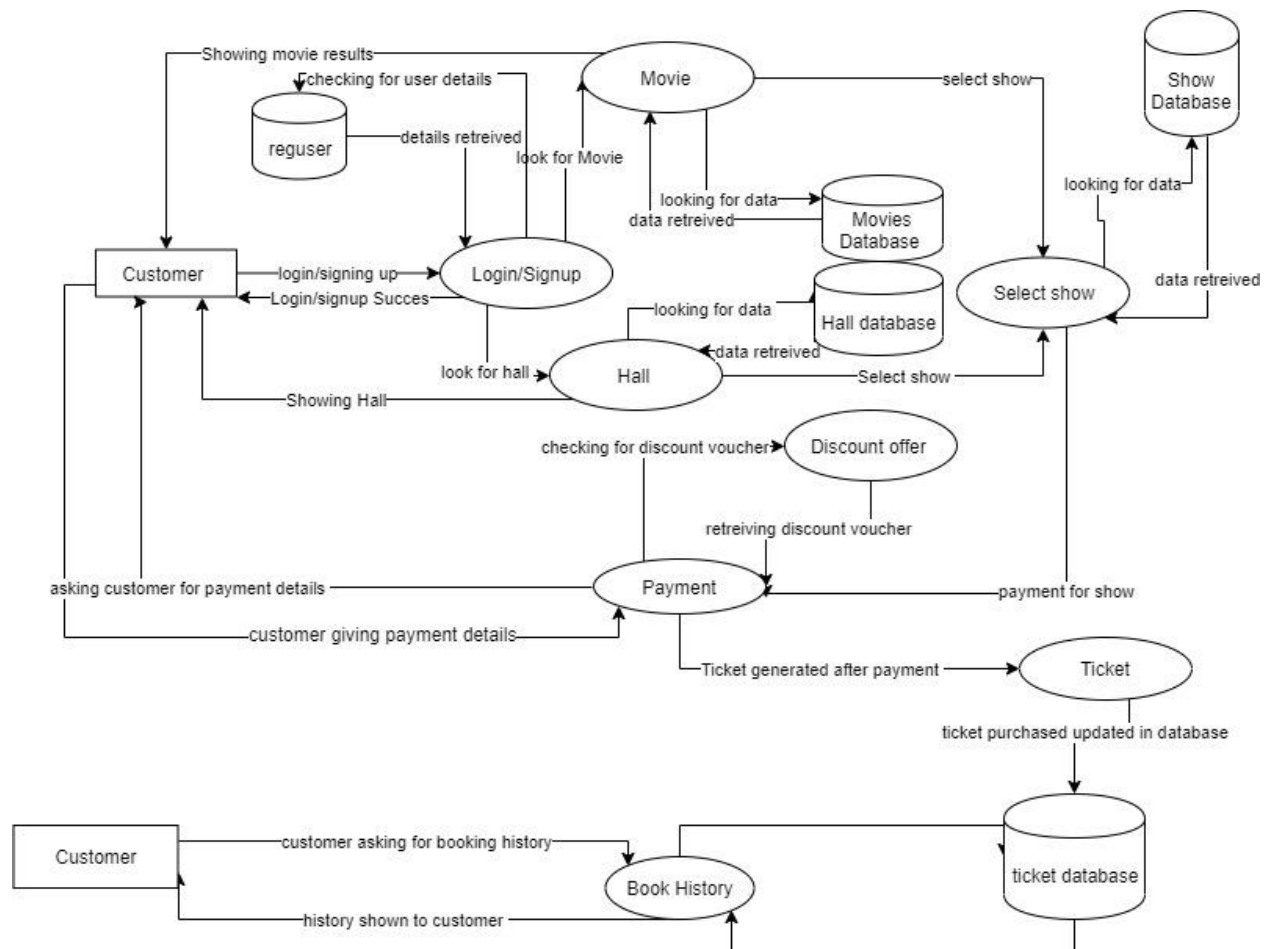 Showing movie results
Movie
Show
Database
checking for user details
select show
reguser
details retreived
look for Movie
looking for data
data retreived
Movies
Database
looking for data
Customer
login/signing up
Login/Signup
Login/signup Succes
Select show
data retreived
looking for data
Hall database
data retreived
look for hall
Hall
Select show
Showing Hall
checking for discount voucher
Discount offer
retreiving discount voucher
asking customer for payment details
Payment
payment for show
customer giving payment details
Ticket generated after payment
Ticket
ticket purchased updated in database
customer asking for booking history
Customer
Book History
ticket database
history shown to customer